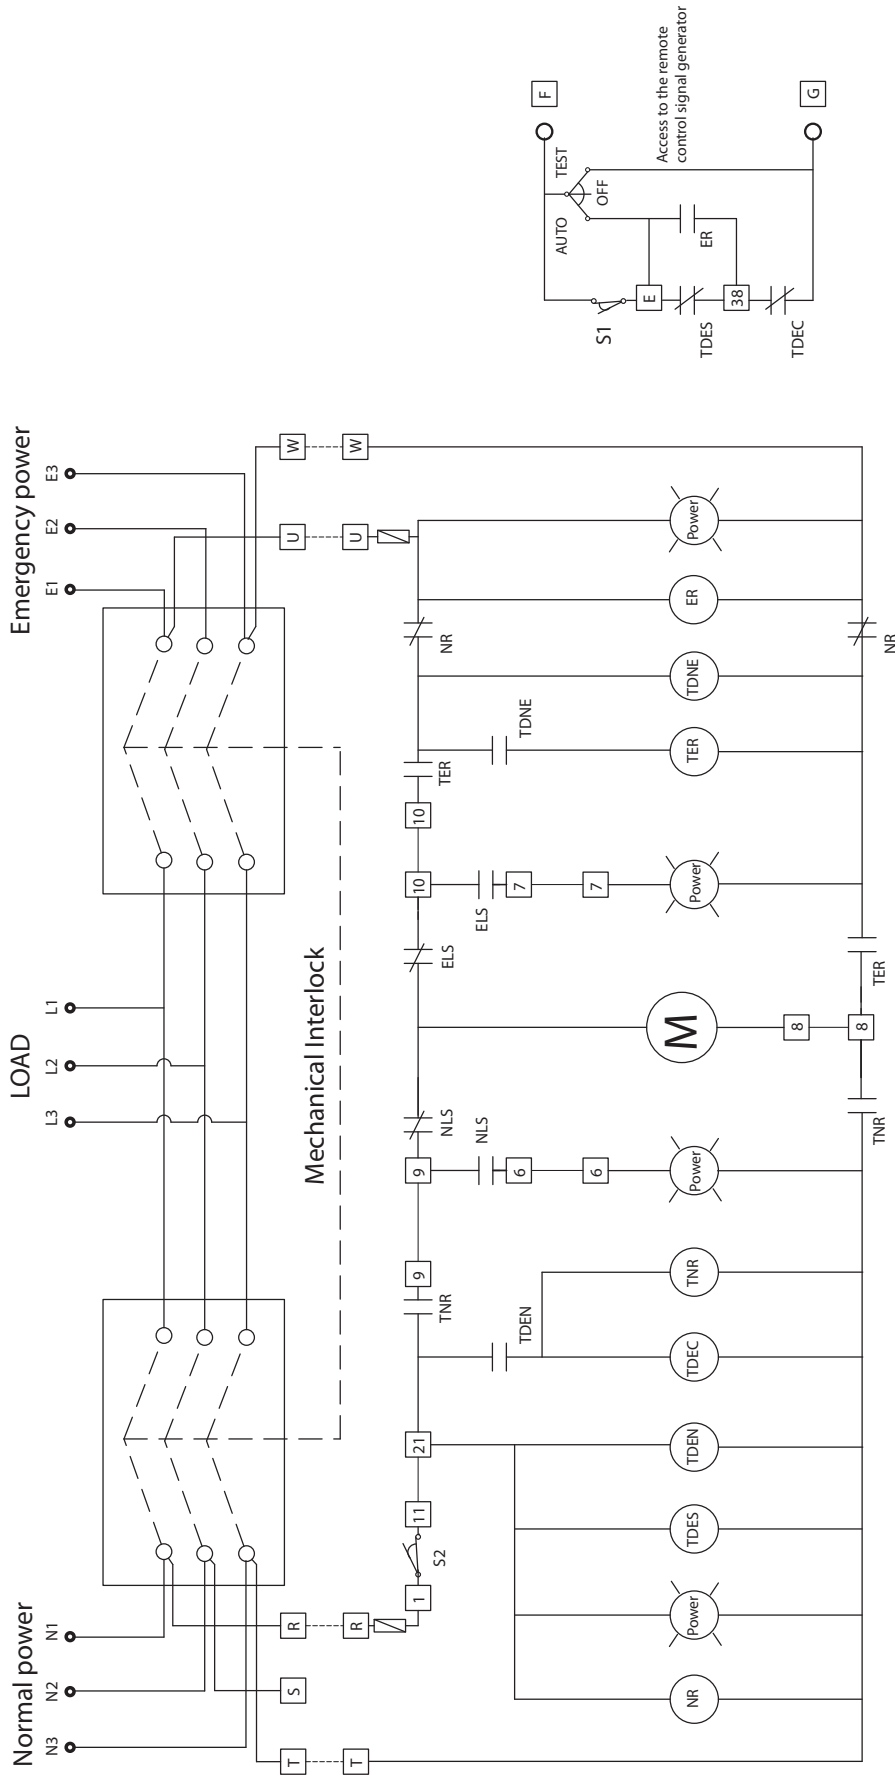 Normal power
N3
N2
N1
LOAD
L3
L2
L1
Emergency power
E1
E2
E3
Mechanical Interlock
T
S
R
U
W
T
R
U
W
1
S2
11
21
TNR
9
9
NLS
NLS
6
6
ELS
10
ELS
7
7
10
TER
TDEN
TDNE
NR
NR
Power
TDES
TDEN
TDEC
TNR
Power
M
8
8
Power
TER
TDNE
ER
Power
TNR
TER
NR
S1
E
TDES
38
TDEC
ER
AUTO
OFF
TEST
F
G
Access to the remote
control signal generator